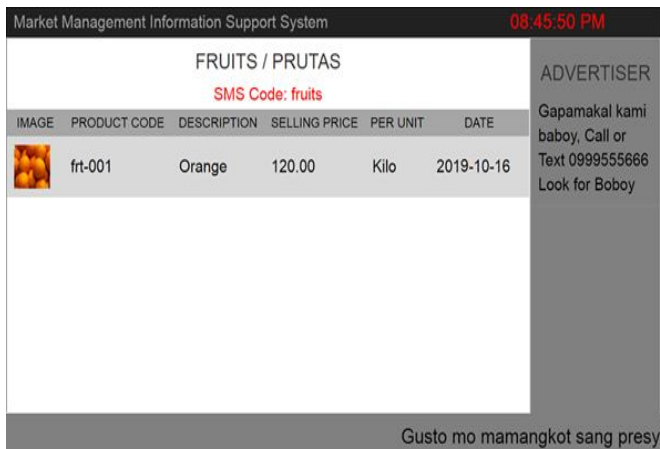 Market Management Information Support System 08:45:50 PM
FRUITS / PRUTAS
SMS Code: fruits
IMAGE PRODUCT CODE DESCRIPTION SELLING PRICE PER UNIT DATE
frt-001 Orange 120.00 Kilo 2019-10-16
ADVERTISER
Gapamakal kami
baboy, Call or
Text 0999555666
Look for Boboy
Gusto mo mamangkot sang presy